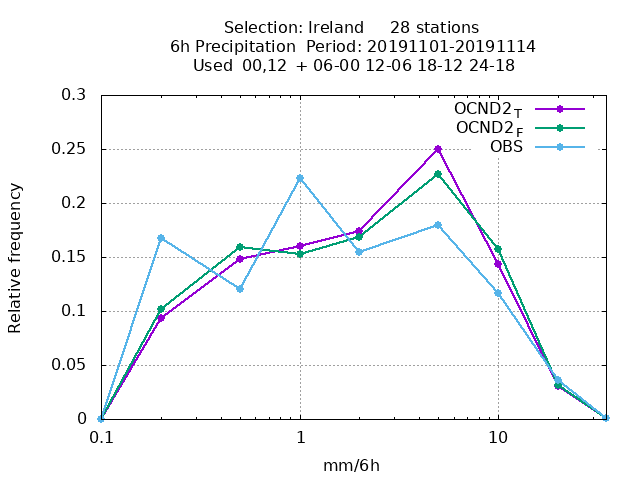 Selection: Ireland 28 stations
6h Precipitation Period: 20191101-20191114
Used 00,12 + 06-00 12-06 18-12 24-18
0.3
0.25
0.2
0.15
0.1
0.05
0
Relative frequency
OCND2T
OCND2F
OBS
0.1 1 10
mm/6h